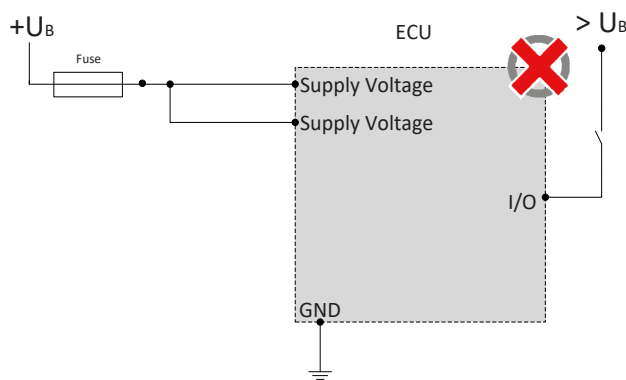 +UB
Fuse
ECU
> UB
Supply Voltage
Supply Voltage
I/O
GND